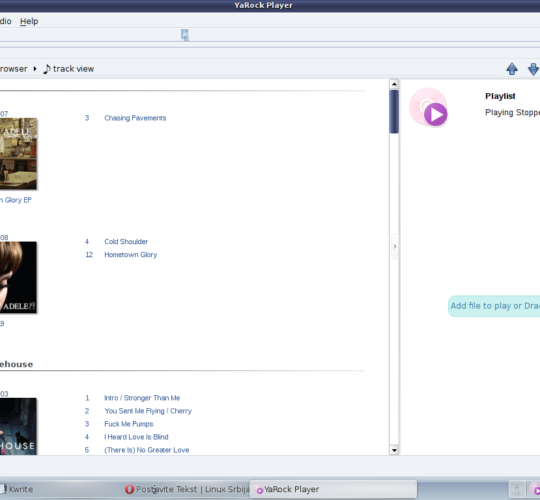 YaRock Player
dio Help
rowser ▸ track view
07
ADELE
3 Chasing Pavements
n Glory EP
08
4 Cold Shoulder
12 Hometown Glory
ADELE19
9
ehouse
03
1 Intro / Stronger Than Me
2 You Sent Me Flying / Cherry
3 Fuck Me Pumps
4 I Heard Love Is Blind
5 (There Is) No Greater Love
HOUSE
Playlist
Playing Stoppe
Add file to play or Dra
Kwrite
Postavite Tekst | Linux Srbija
YaRock Player